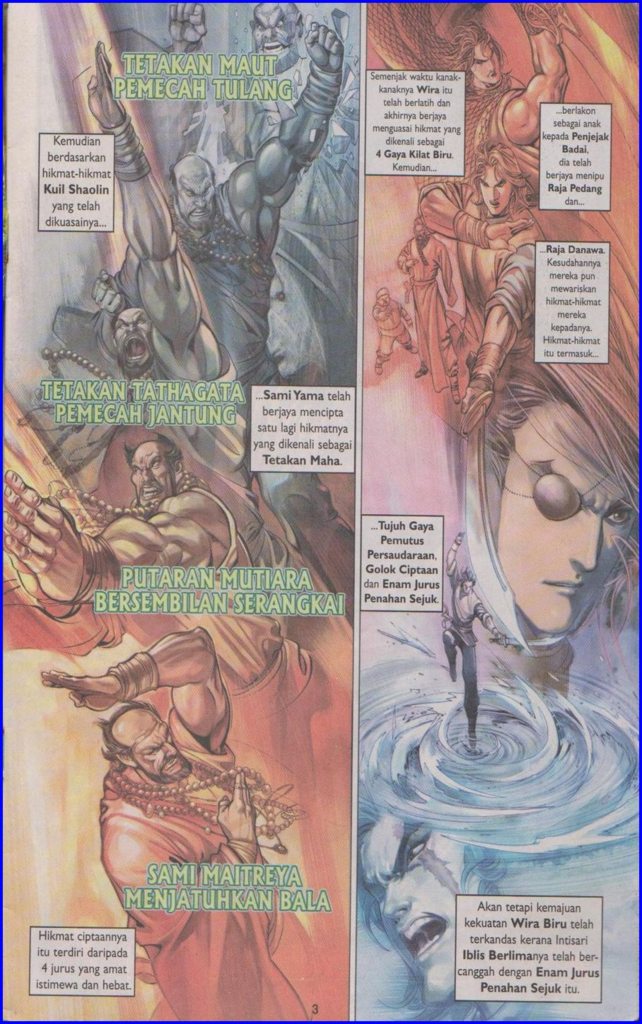 TETAKAN MAUT
PEMECAH TULANG
Kemudian
berdasarkan
hikmat-hikmat
Kuil Shaolin
yang telah
dikuasainya...
TETAKAN TATHAGATA
PEMECAH JANTUNG
...Sami Yama telah
berjaya mencipta
satu lagi hikmatnya
yang dikenali sebagai
Tetakan Maha.
PUTARAN MUTIARA
BERSEMBILAN SERANGKAI
SAMI MAITREYA
MENJATUHKAN BALA
Hikmat ciptaannya
itu terdiri daripada
4 jurus yang amat
istimewa dan hebat.
3
Semenjak waktu kanak-
kanaknya Wira itu
telah berlatih dan
akhirnya berjaya
menguasai hikmat yang
dikenali sebagai
4 Gaya Kilat Biru.
Kemudian...
...berlakon
sebagai anak
kepada Penjejak
Badai,
dia telah
berjaya menipu
Raja Pedang
dan...
...Raja Danawa.
Kesudahannya
mereka pun
mewariskan
hikmat-hikmat
mereka
kepadanya.
Hikmat-hikmat
itu termasuk...
...Tujuh Gaya
Pemutus
Persaudaraan,
Golok Ciptaan
dan Enam Jurus
Penahan Sejuk.
Akan tetapi kemajuan
kekuatan Wira Biru telah
terkandas kerana Intisari
Iblis Berlimanya telah ber-
canggah dengan Enam Jurus
Penahan Sejuk itu.